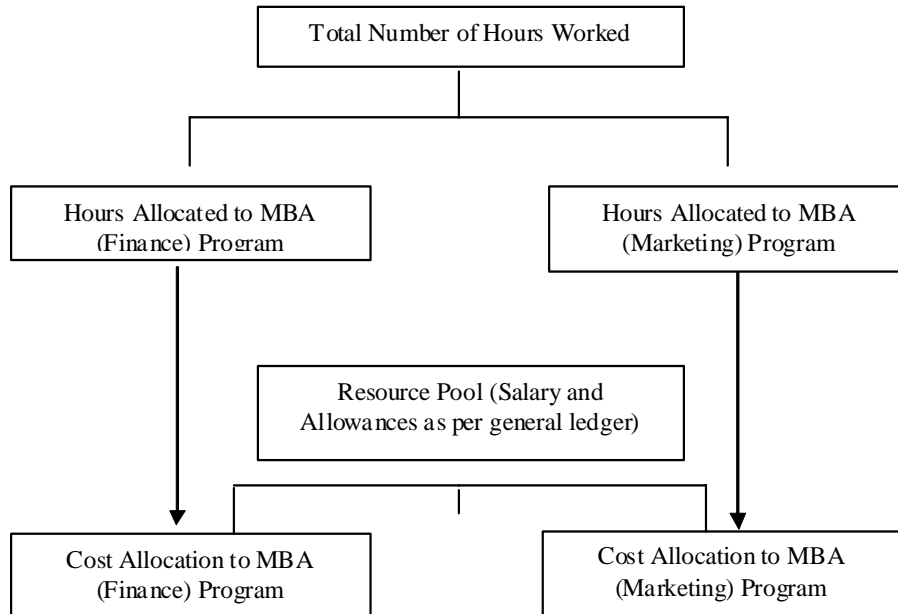 Total Number of Hours Worked
Hours Allocated to MBA
(Finance) Program
Hours Allocated to MBA
(Marketing) Program
Resource Pool (Salary and
Allowances as per general ledger)
Cost Allocation to MBA
(Finance) Program
Cost Allocation to MBA
(Marketing) Program